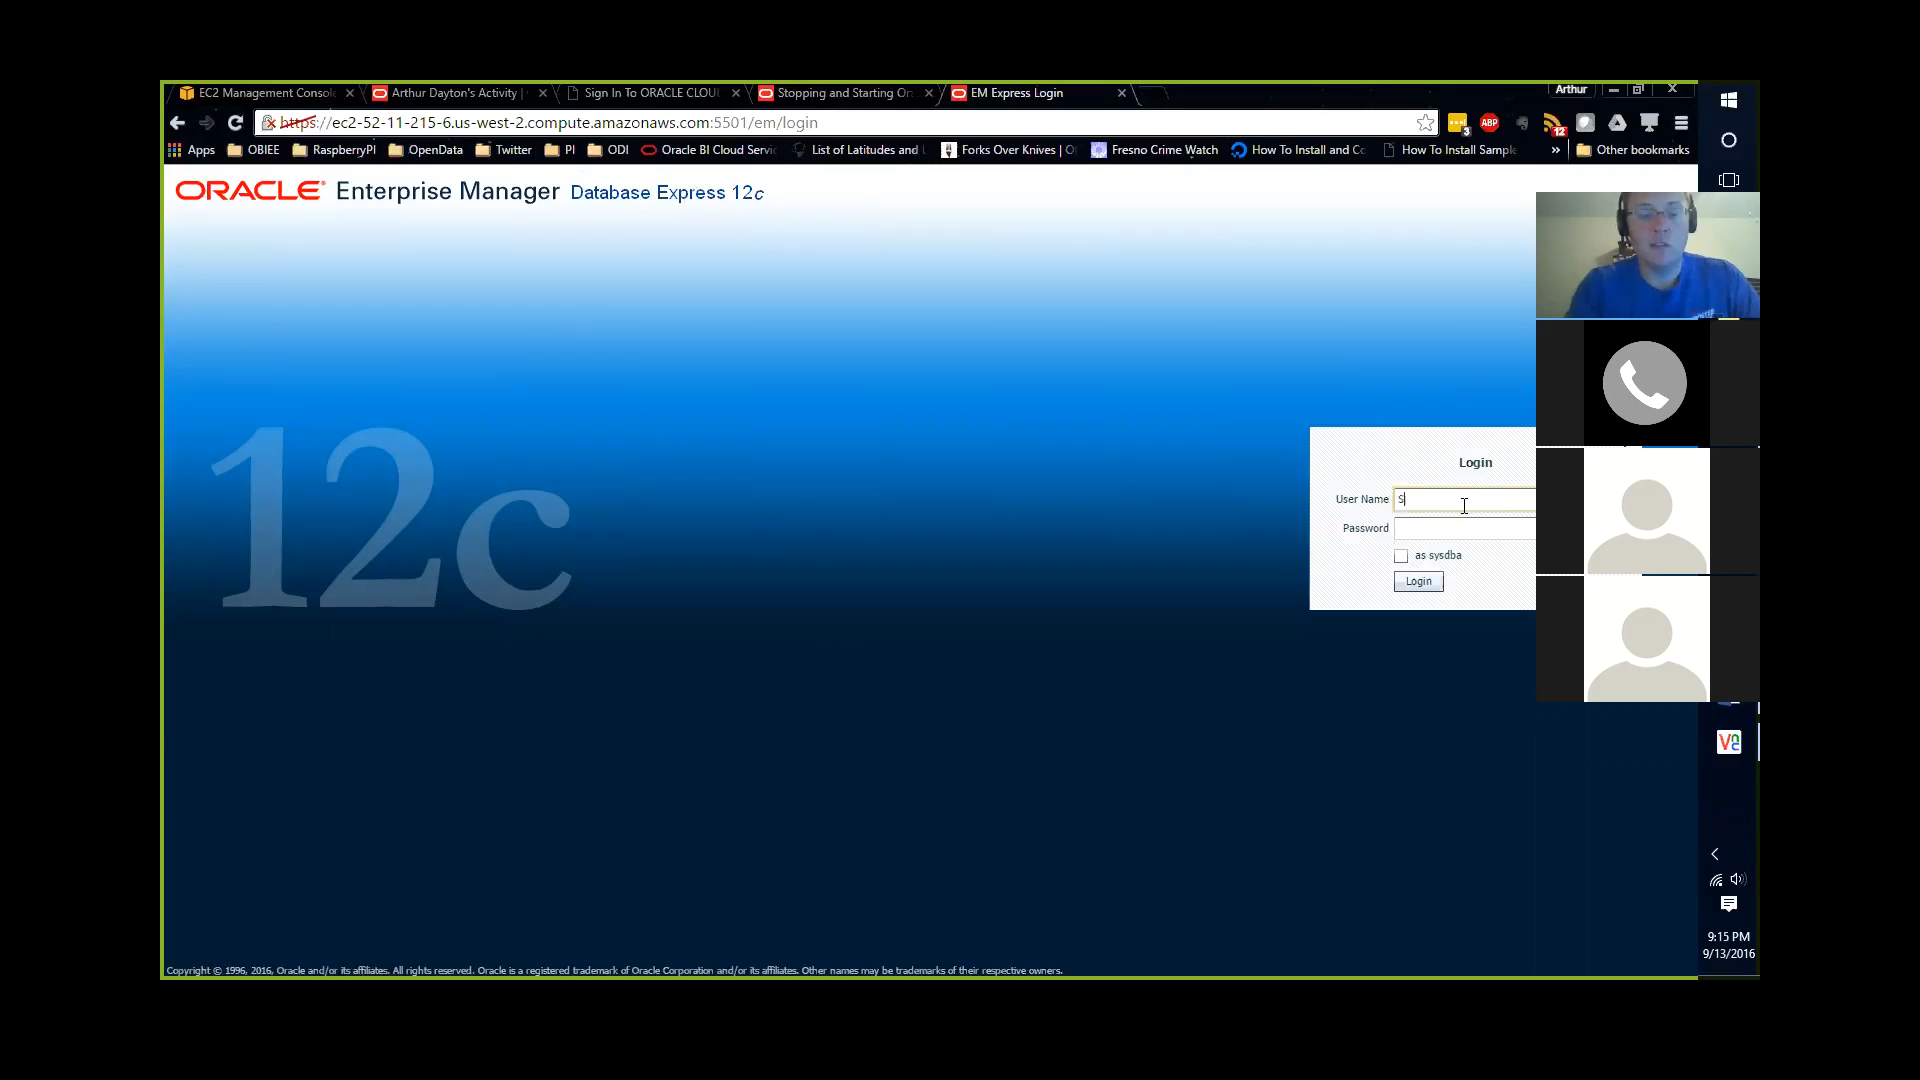 EC2 Management Consol
Arthur Dayton's Activity |
Sign In To ORACLE CLOU
Stopping and Starting Or
EM Express Login
Arthur
https://ec2-52-11-215-6.us-west-2.compute.amazonaws.com:5501/em/login
3
ABP
12
Apps
OBIEE
RaspberryPI
OpenData
Twitter
PI
ODI
Oracle BI Cloud Servic
List of Latitudes and L
Forks Over Knives | O
Fresno Crime Watch
How To Install and Co
How To Install Sample
»
Other bookmarks
ORACLE Enterprise Manager Database Express 12c
12c
Login
User Name S
Password
as sysdba
Login
9:15 PM
9/13/2016
Copyright © 1996, 2016, Oracle and/or its affiliates. All rights reserved. Oracle is a registered trademark of Oracle Corporation and/or its affiliates. Other names may be trademarks of their respective owners.